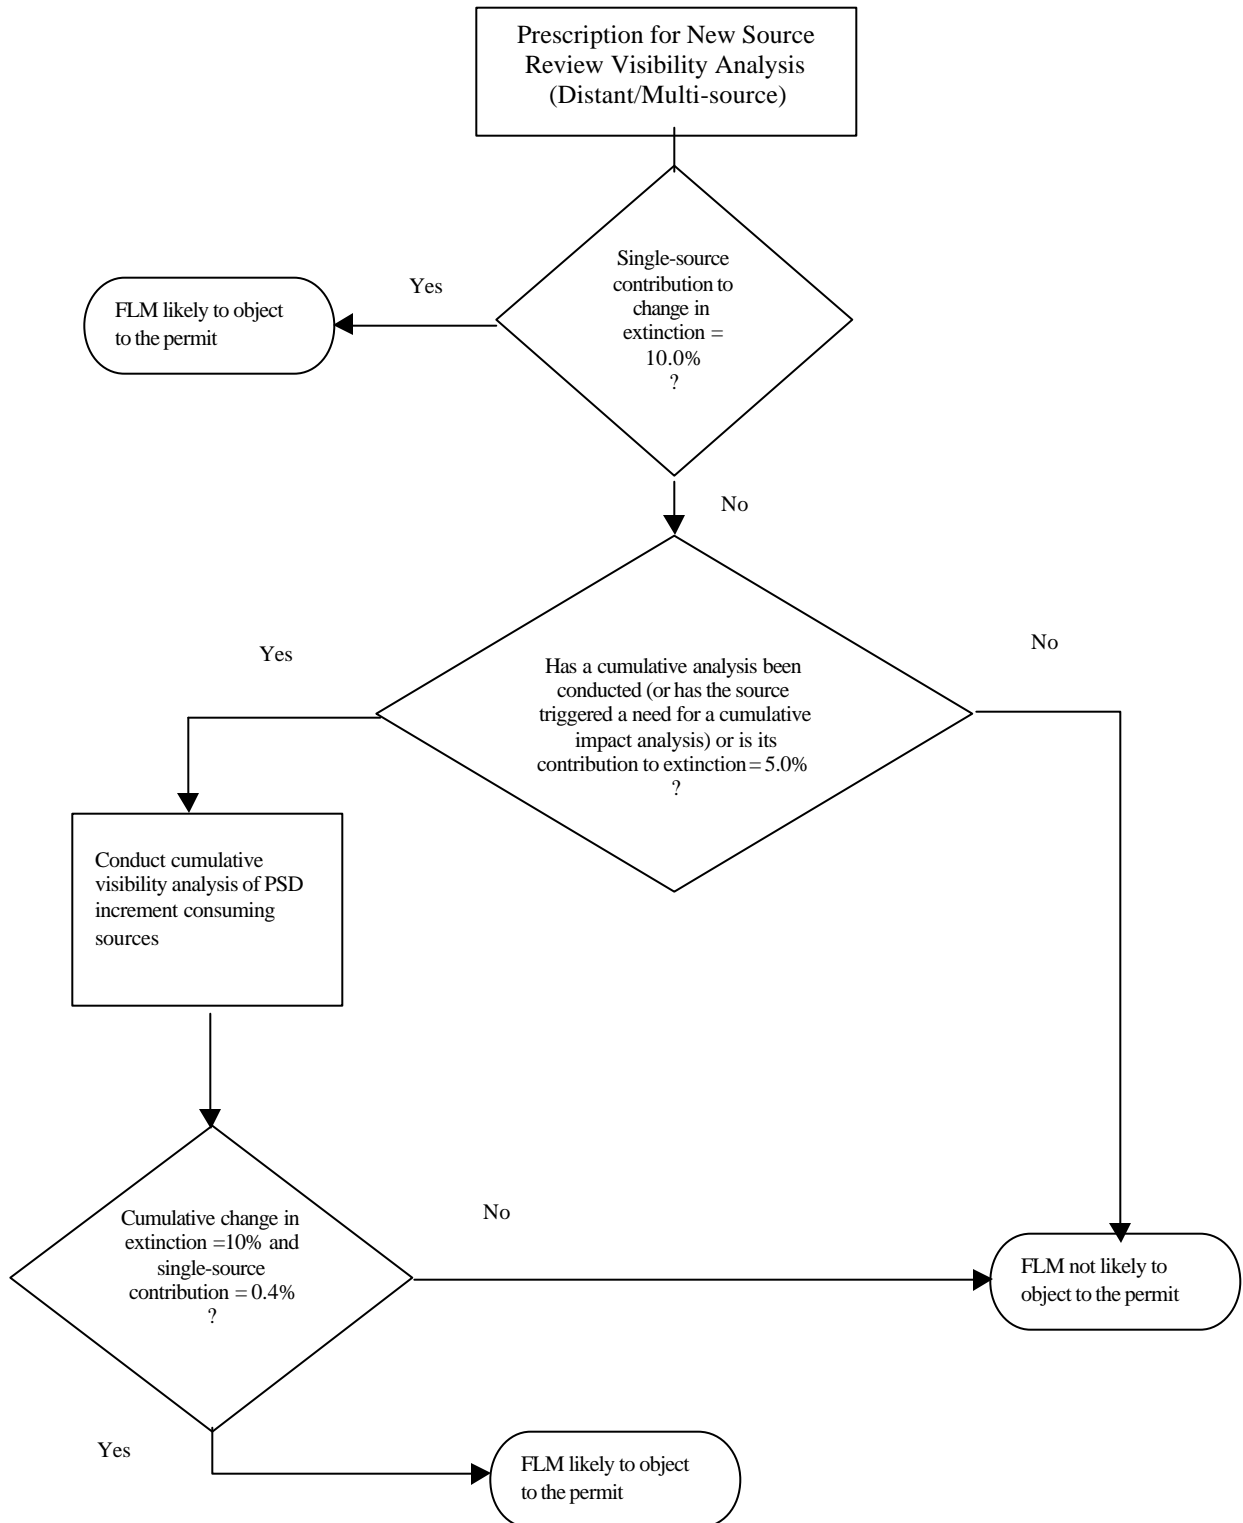 Prescription for New Source
Review Visibility Analysis
(Distant/Multi-source)
Single-source
contribution to
change in
extinction =
10.0%
?
Yes
FLM likely to object
to the permit
No
Has a cumulative analysis been
conducted (or has the source
triggered a need for a cumulative
impact analysis) or is its
contribution to extinction = 5.0%
?
Yes
No
Conduct cumulative
visibility analysis of PSD
increment consuming
sources
Cumulative change in
extinction =10% and
single-source
contribution = 0.4%
?
No
FLM not likely to
object to the permit
Yes
FLM likely to object
to the permit